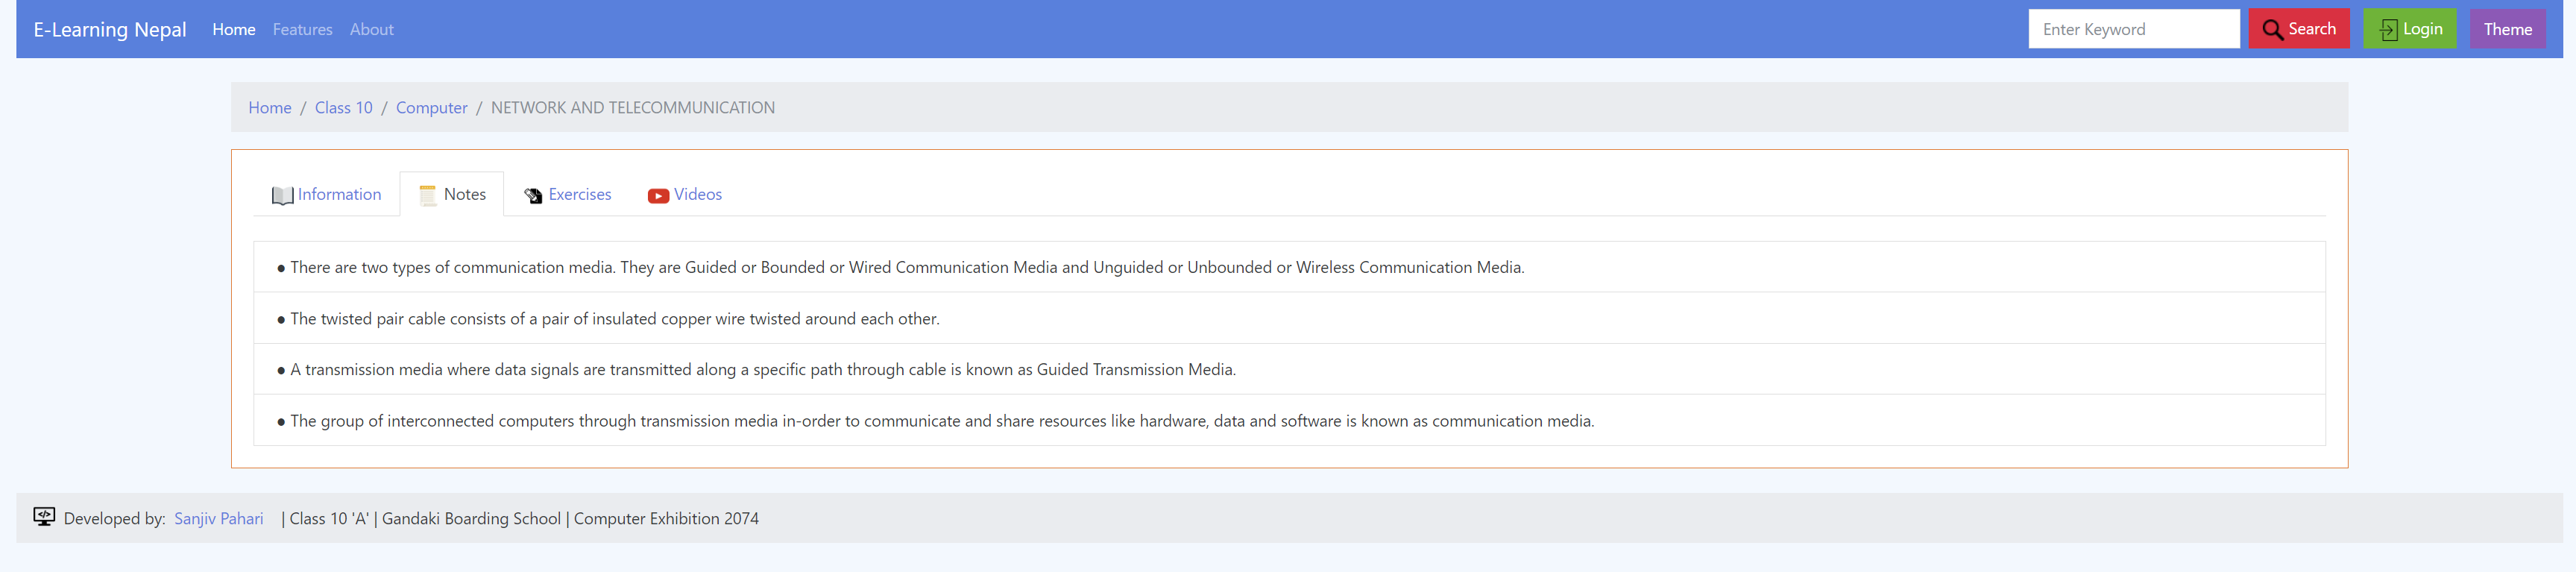 E-Learning Nepal Home Features About Enter Keyword Search Login Theme
Home / Class 10 / Computer / NETWORK AND TELECOMMUNICATION
Information Notes Exercises Videos
● There are two types of communication media. They are Guided or Bounded or Wired Communication Media and Unguided or Unbounded or Wireless Communication Media.
● The twisted pair cable consists of a pair of insulated copper wire twisted around each other.
● A transmission media where data signals are transmitted along a specific path through cable is known as Guided Transmission Media.
● The group of interconnected computers through transmission media in-order to communicate and share resources like hardware, data and software is known as communication media.
Developed by: Sanjiv Pahari | Class 10 'A' | Gandaki Boarding School | Computer Exhibition 2074